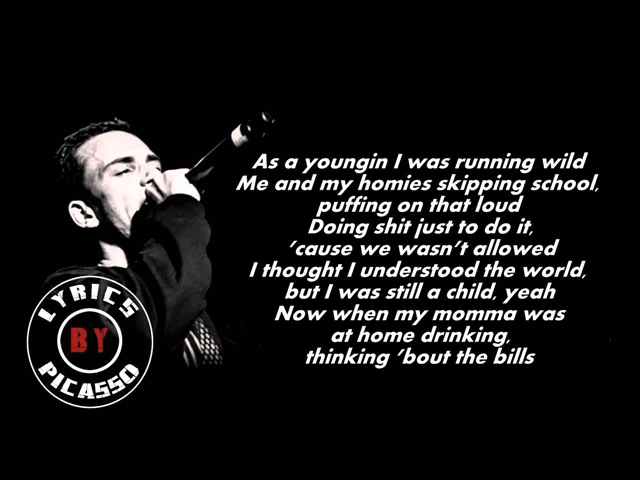 As a youngin I was running wild
Me and my homies skipping school,
puffing on that loud
Doing shit just to do it,
'cause we wasn't allowed
I thought I understood the world,
but I was still a child, yeah
Now when my momma was
at home drinking,
thinking 'bout the bills
LYRICS
BY
PICASSO